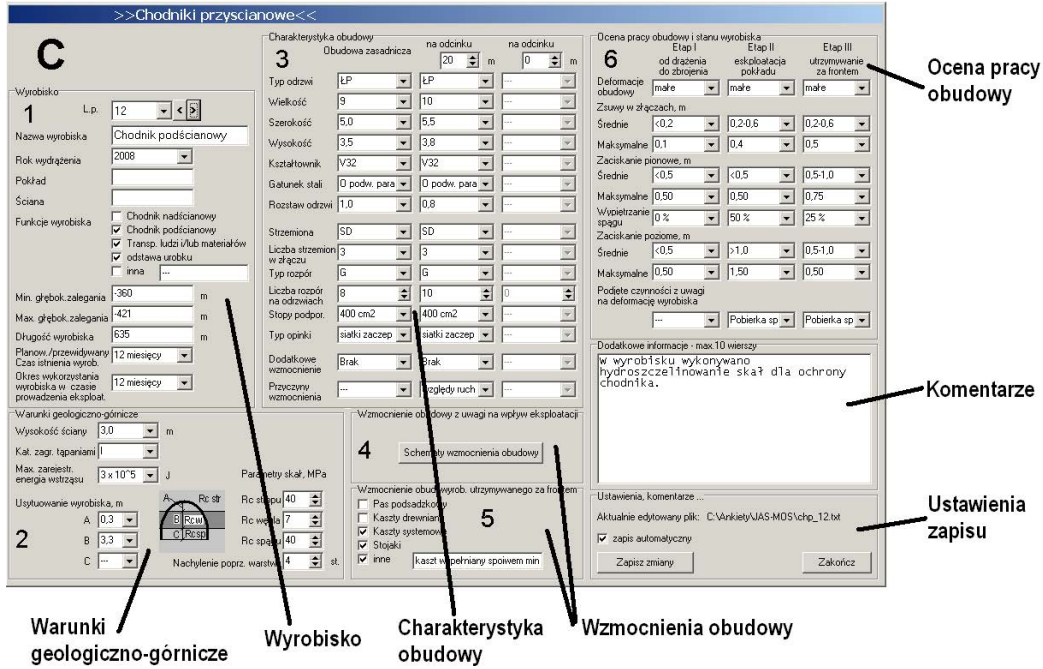 >>Chodniki przyscianowe<<
C
Wyrobisko
1
L.p. 12 < >
Nazwa wyrobiska Chodnik podścianowy
Rok wydrążenia 2008
Pokład
Ściana
Funkcje wyrobiska
Chodnik nadścianowy
Chodnik podścianowy
Transp. ludzi i/lub materiałów
odstawa urobku
inna ---
Min. głębok.zalegania -360 m
Max. głębok.zalegania -421 m
Długość wyrobiska 635 m
Planow./przewidywany
Czas istnienia wyrob. 12 miesięcy
Okres wykorzystania
wyrobiska w czasie
prowadzenia eksploat. 12 miesięcy
Warunki geologiczno-górnicze
Wysokość ściany 3,0 m
Kat. zagr. tąpaniami I
Max. zarejestr.
energia wstrząsu 3 x 10^5 J
Usytuowanie wyrobiska, m
A 0,3
B 3,3
C ---
2
A Rc str
B Rcw
C Rcsp
Parametry skał, MPa
Rc stropu 40
Rc węgla 7
Rc spągu 40
Nachylenie poprz. warstw 4 st.
Charakterystyka obudowy
3
Obudowa zasadnicza
na odcinku
20 m
na odcinku
0 m
Typ odrzwi ŁP ŁP ---
Wielkość 9 10 ---
Szerokość 5,0 5,5 ---
Wysokość 3,5 3,8 ---
Kształtownik V32 V32 ---
Gatunek stali O podw. para O podw. para ---
Rozstaw odrzwi 1,0 0,8 ---
Strzemiona SD SD ---
Liczba strzemion
w złączu 3 3 ---
Typ rozpór G G ---
Liczba rozpór
na odrzwiach 8 10 0
Stopy podpor. 400 cm2 400 cm2 ---
Typ opinki siatki zaczep siatki zaczep ---
Dodatkowe
wzmocnienie Brak Brak ---
Przyczyny
wzmocnienia --- względy ruch ---
Wzmocnienie obudowy z uwagi na wpływ eksploatacji
4
Schematy wzmocnienia obudowy
Wzmocnienie obud.wyrob. utrzymywanego za frontem
5
Pas podsadzkowy
Kaszty drewniane
Kaszty systemowe
Stojaki
inne kaszt wypełniany spoiwem min
Ocena pracy obudowy i stanu wyrobiska
6
Etap I
od drążenia
do zbrojenia
Etap II
eskploatacja
pokładu
Etap III
utrzymywanie
za frontem
Deformacje
obudowy małe małe małe
Zsuwy w złączach, m
Średnie <0,2 0,2-0,6 0,2-0,6
Maksymalne 0,1 0,4 0,5
Zaciskanie pionowe, m
Średnie <0,5 <0,5 0,5-1,0
Maksymalne 0,50 0,50 0,75
Wypiętrzanie
spągu 0 % 50 % 25 %
Zaciskanie poziome, m
Średnie <0,5 >1,0 0,5-1,0
Maksymalne 0,50 1,50 0,50
Podjęte czynności z uwagi
na deformację wyrobiska
--- Pobierka sp Pobierka sp
Dodatkowe informacje - max.10 wierszy
W wyrobisku wykonywano
hydroszczelinowanie skał dla ochrony
chodnika.
Ustawienia, komentarze ...
Aktualnie edytowany plik: C:\Ankiety\JAS-MOS\chp_12.txt
zapis automatyczny
Zapisz zmiany
Zakończ
Ocena pracy
obudowy
Komentarze
Ustawienia
zapisu
Warunki
geologiczno-górnicze
Wyrobisko
Charakterystyka
obudowy
Wzmocnienia obudowy